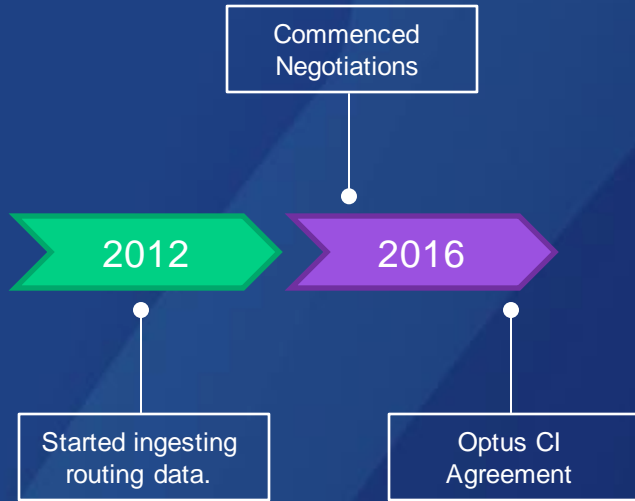 Commenced
Negotiations
2012
2016
Started ingesting
routing data.
Optus CI
Agreement